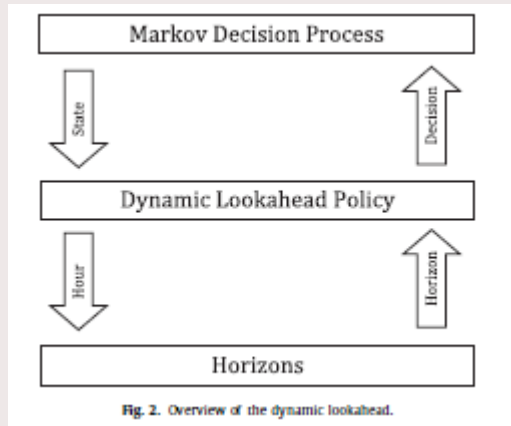 Markov Decision Process
State
Decision
Dynamic Lookahead Policy
Hour
Horizon
Horizons
Fig. 2. Overview of the dynamic lookahead.